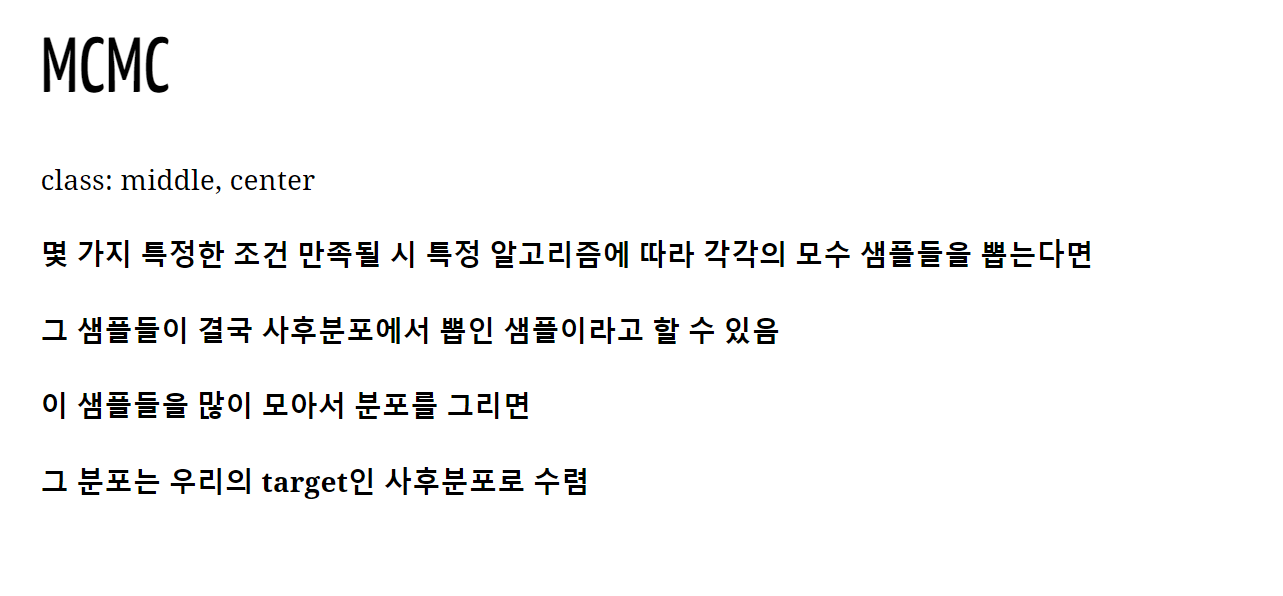 MCMC
class: middle, center
몇 가지 특정한 조건 만족될 시 특정 알고리즘에 따라 각각의 모수 샘플들을 뽑는다면
그 샘플들이 결국 사후분포에서 뽑인 샘플이라고 할 수 있음
이 샘플들을 많이 모아서 분포를 그리면
그 분포는 우리의 target인 사후분포로 수렴